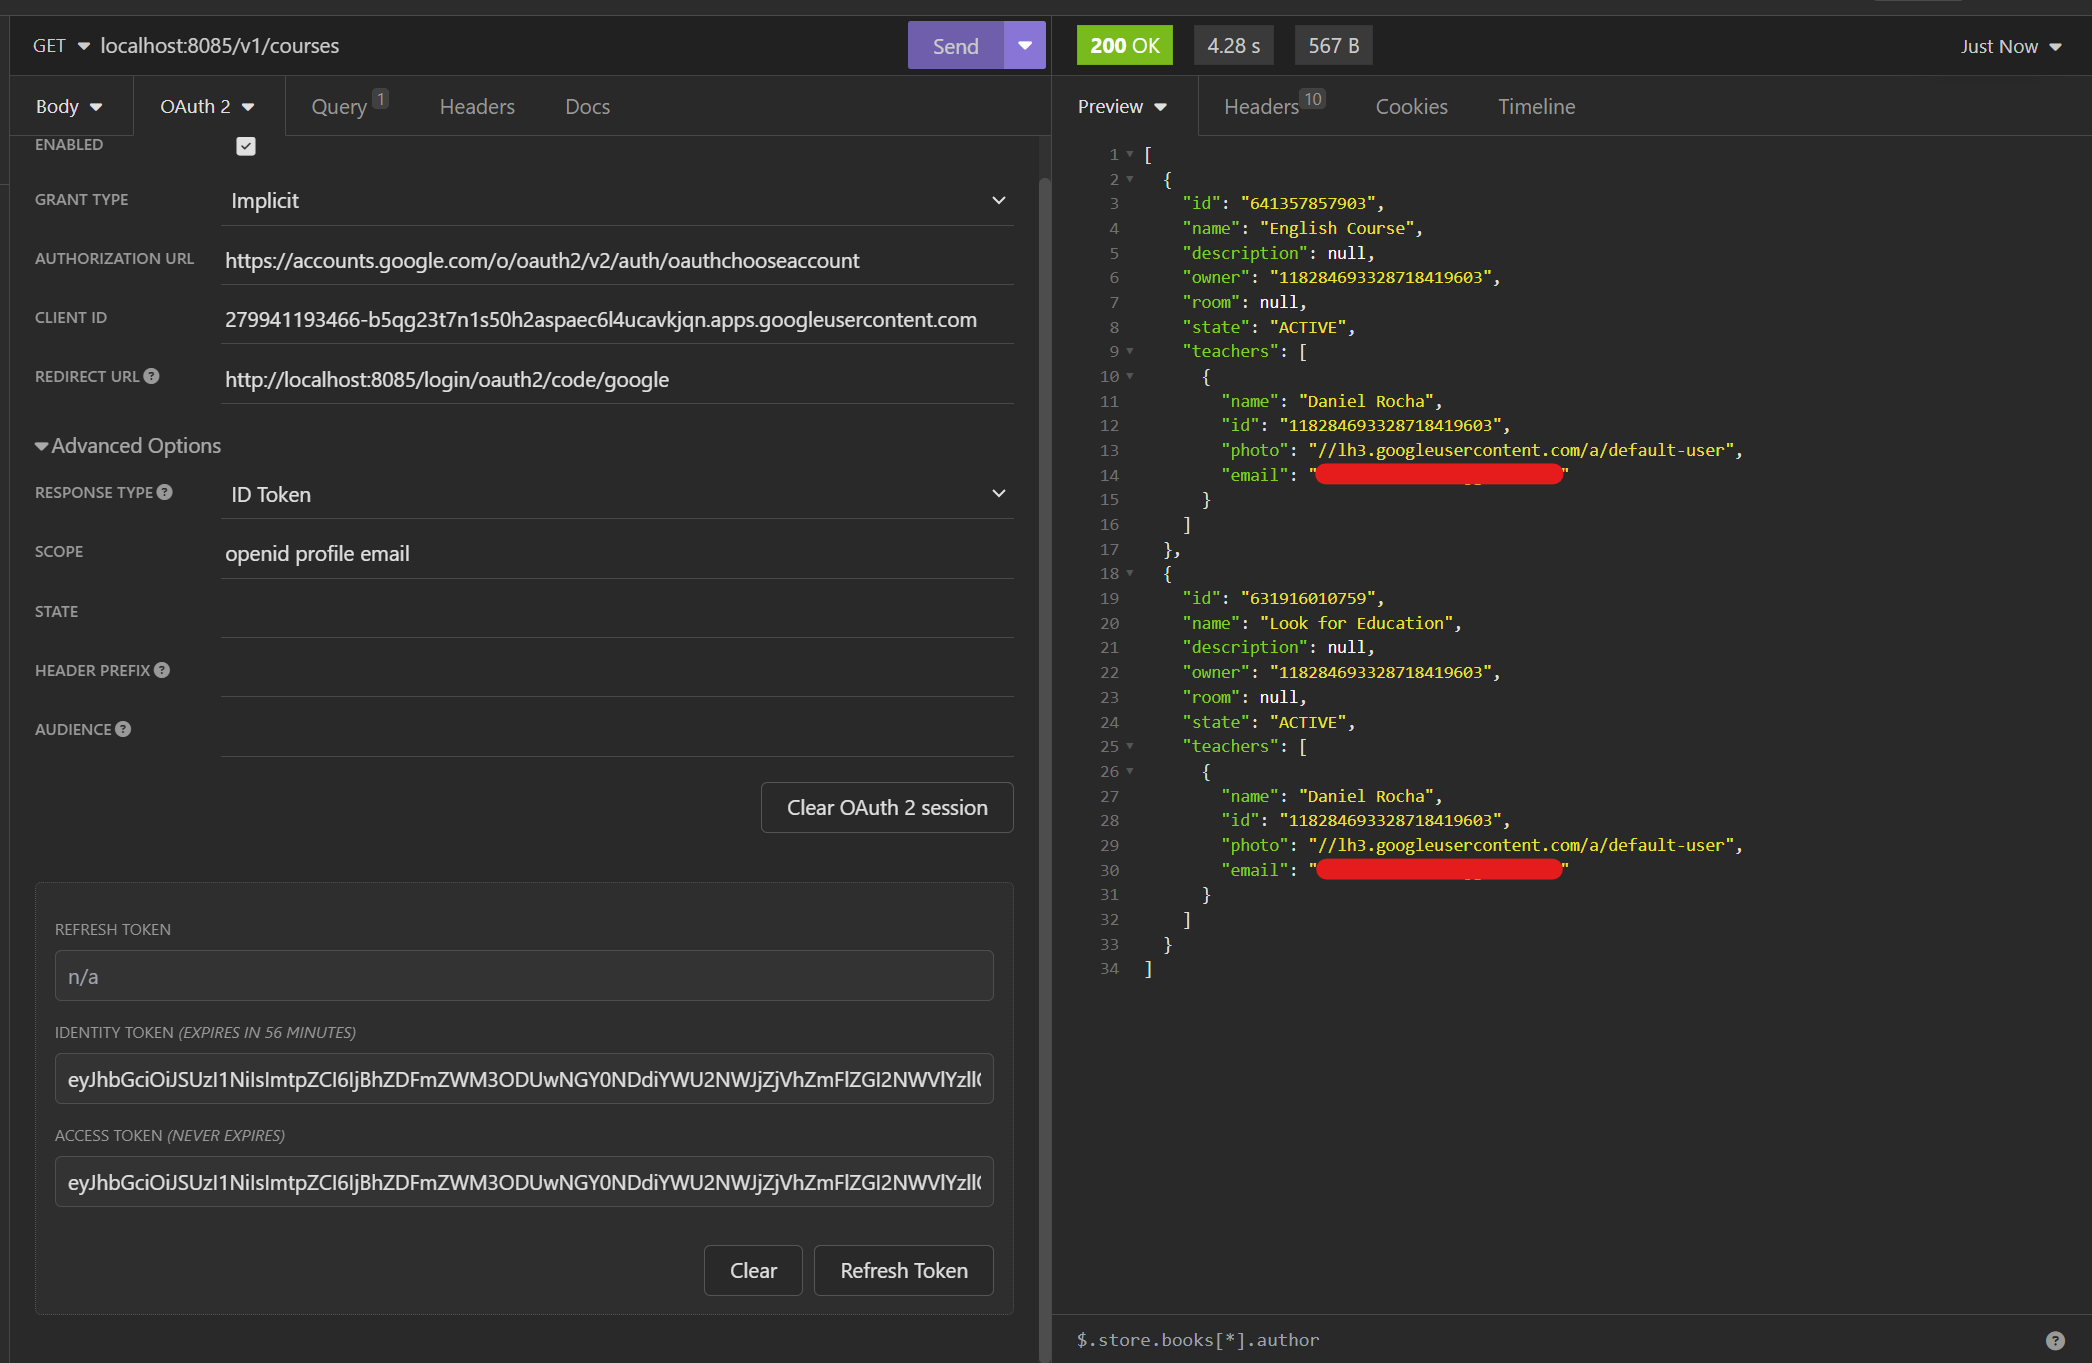 GET localhost:8085/v1/courses
Send
Body
OAuth 2
Query 1
Headers
Docs
ENABLED
GRANT TYPE Implicit
AUTHORIZATION URL https://accounts.google.com/o/oauth2/v2/auth/oauthchooseaccount
CLIENT ID 279941193466-b5qg23t7n1s50h2aspaec6l4ucavkjqn.apps.googleusercontent.com
REDIRECT URL ? http://localhost:8085/login/oauth2/code/google
Advanced Options
RESPONSE TYPE ? ID Token
SCOPE openid profile email
STATE
HEADER PREFIX ?
AUDIENCE ?
Clear OAuth 2 session
REFRESH TOKEN
n/a
IDENTITY TOKEN (EXPIRES IN 56 MINUTES)
eyJhbGciOiJSUzI1NiIsImtpZCI6IjBhZDFmZWM3ODUwNGY0NDdiYWU2NWJjZjVhZmFlZGI2NWVlYzllO
ACCESS TOKEN (NEVER EXPIRES)
eyJhbGciOiJSUzI1NiIsImtpZCI6IjBhZDFmZWM3ODUwNGY0NDdiYWU2NWJjZjVhZmFlZGI2NWVlYzllO
Clear
Refresh Token
200 OK
4.28 s
567 B
Just Now
Preview
Headers 10
Cookies
Timeline
1 [
2 {
3 "id": "641357857903",
4 "name": "English Course",
5 "description": null,
6 "owner": "118284693328718419603",
7 "room": null,
8 "state": "ACTIVE",
9 "teachers": [
10 {
11 "name": "Daniel Rocha",
12 "id": "118284693328718419603",
13 "photo": "//lh3.googleusercontent.com/a/default-user",
14 "email": " "
15 }
16 ]
17 },
18 {
19 "id": "631916010759",
20 "name": "Look for Education",
21 "description": null,
22 "owner": "118284693328718419603",
23 "room": null,
24 "state": "ACTIVE",
25 "teachers": [
26 {
27 "name": "Daniel Rocha",
28 "id": "118284693328718419603",
29 "photo": "//lh3.googleusercontent.com/a/default-user",
30 "email": " "
31 }
32 ]
33 }
34 ]
$.store.books[*].author
?